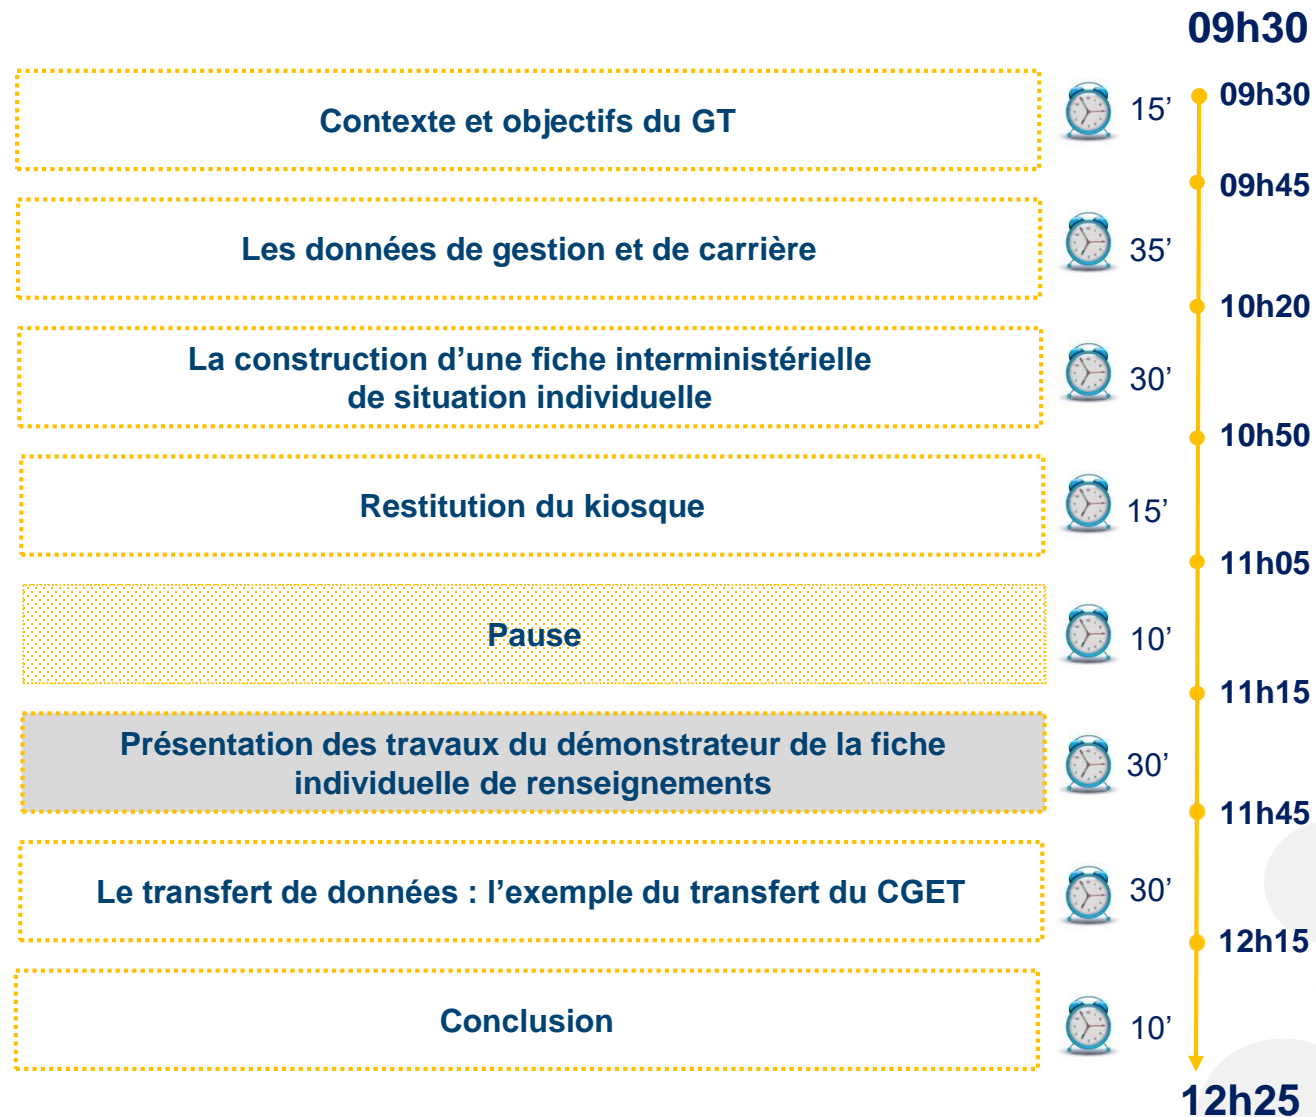 09h30
Contexte et objectifs du GT
15’
09h30
09h45
Les données de gestion et de carrière
35’
10h20
La construction d’une fiche interministérielle
de situation individuelle
30’
10h50
Restitution du kiosque
15’
11h05
Pause
10’
11h15
Présentation des travaux du démonstrateur de la fiche
individuelle de renseignements
30’
11h45
Le transfert de données : l’exemple du transfert du CGET
30’
12h15
Conclusion
10’
12h25